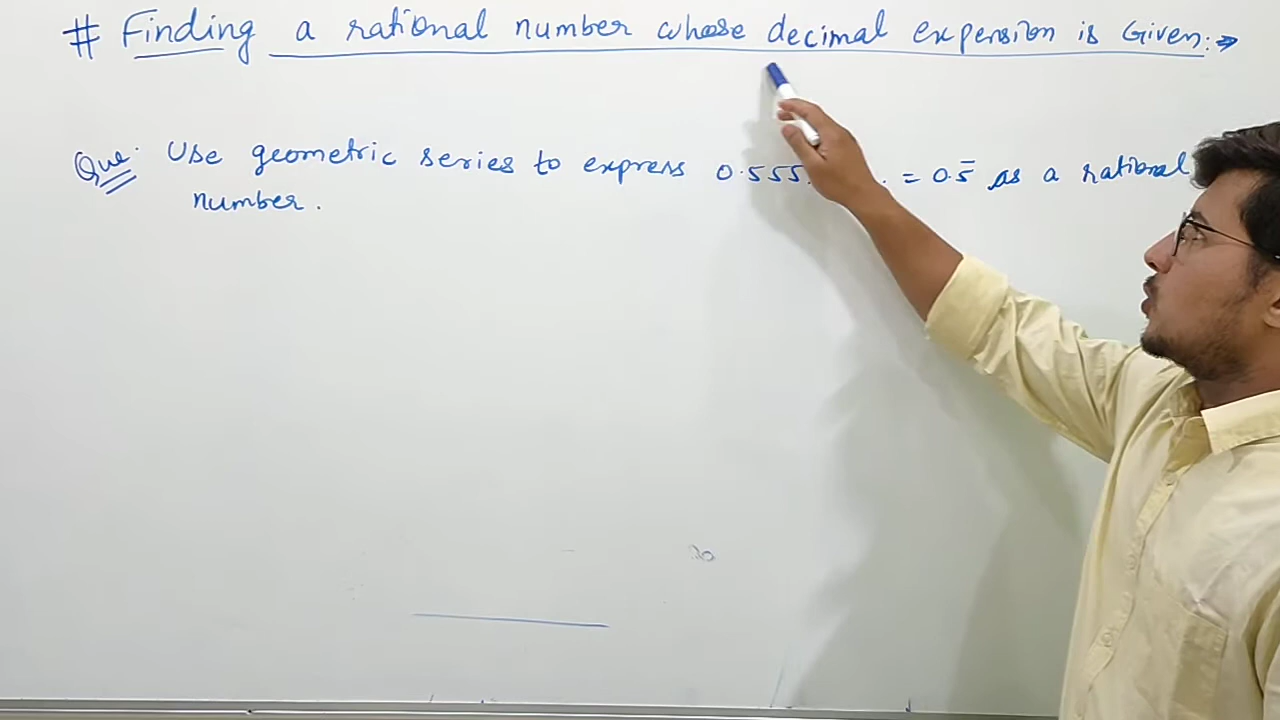 # Finding a rational number whose decimal expension is Given:→
Que. Use geometric series to express 0.555. . = 0.5̅ as a rational
number.